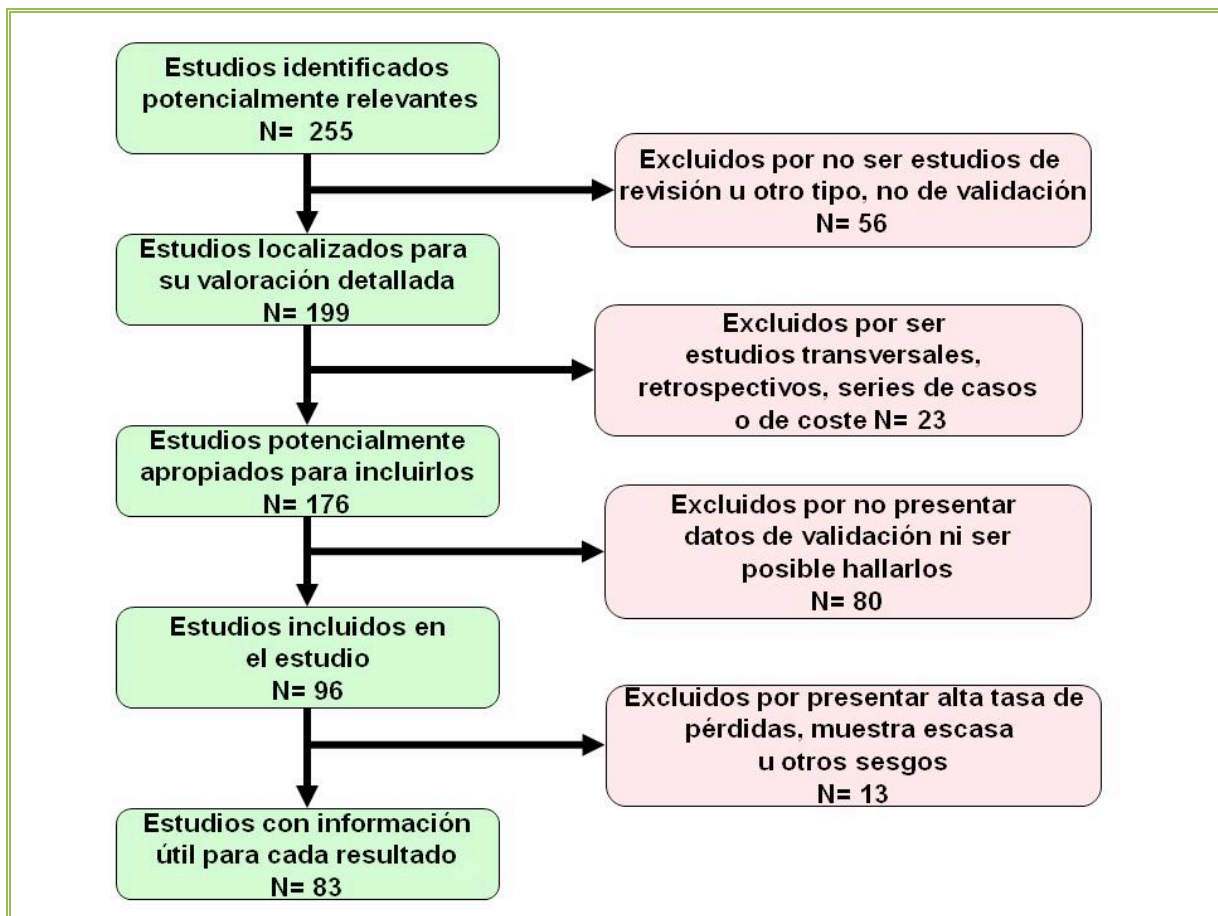 Estudios identificados
potencialmente relevantes
N= 255
Excluidos por no ser estudios de
revisión u otro tipo, no de validación
N= 56
Estudios localizados para
su valoración detallada
N= 199
Excluidos por ser
estudios transversales,
retrospectivos, series de casos
o de coste N= 23
Estudios potencialmente
apropiados para incluirlos
N= 176
Excluidos por no presentar
datos de validación ni ser
posible hallarlos
N= 80
Estudios incluidos en
el estudio
N= 96
Excluidos por presentar alta tasa de
pérdidas, muestra escasa
u otros sesgos
N= 13
Estudios con información
útil para cada resultado
N= 83